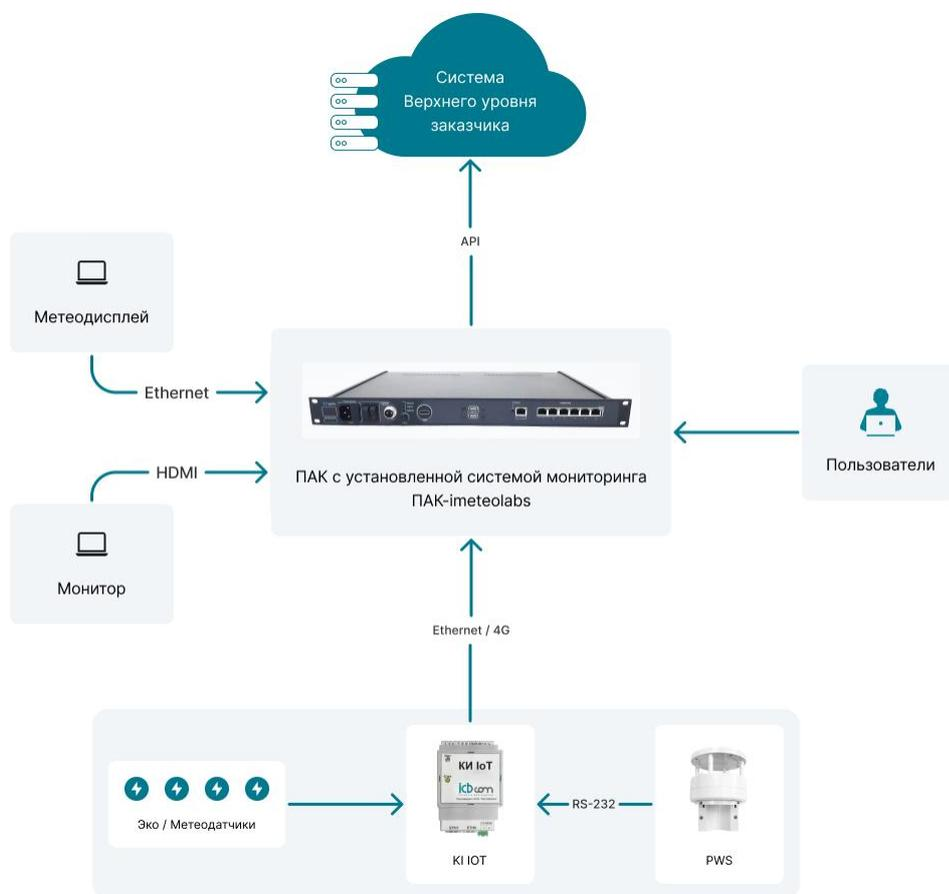 Система
Верхнего уровня
заказчика
API
Метеодисплей
Ethernet
HDMI
Монитор
ПАК с установленной системой мониторинга
ПАК-imeteolabs
Пользователи
Ethernet / 4G
Эко / Метеодатчики
КИ IoT
icbcom
KI IOT
RS-232
PWS